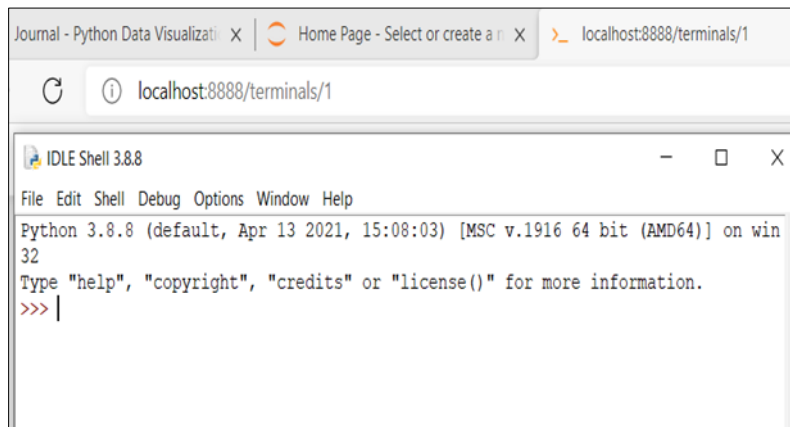 Journal - Python Data Visualizati
Home Page - Select or create a n
localhost:8888/terminals/1
localhost:8888/terminals/1
IDLE Shell 3.8.8
File Edit Shell Debug Options Window Help
Python 3.8.8 (default, Apr 13 2021, 15:08:03) [MSC v.1916 64 bit (AMD64)] on win
32
Type "help", "copyright", "credits" or "license()" for more information.
>>>